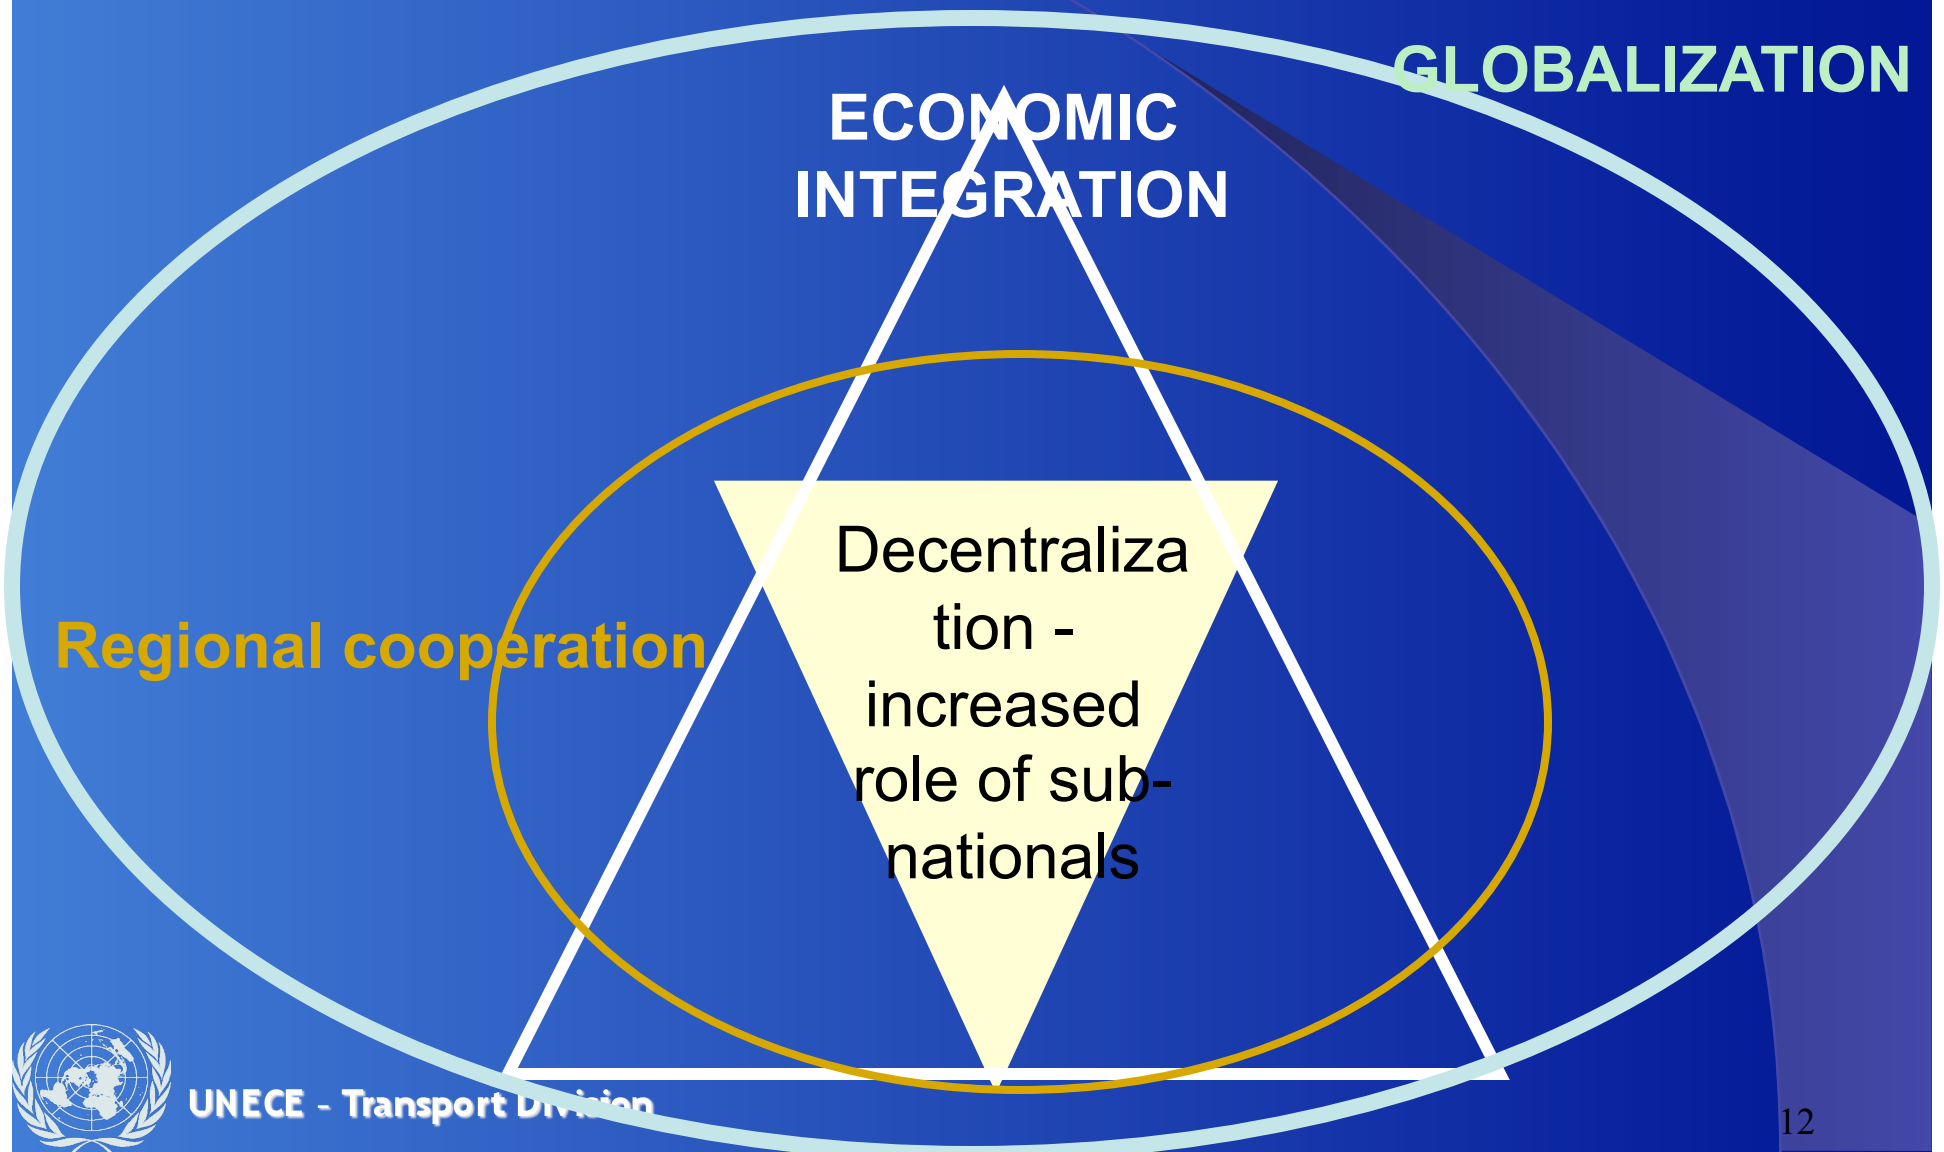 GLOBALIZATION
ECONOMIC
INTEGRATION
Decentraliza
tion -
increased
role of sub-
nationals
Regional cooperation
UNECE - Transport Division
12